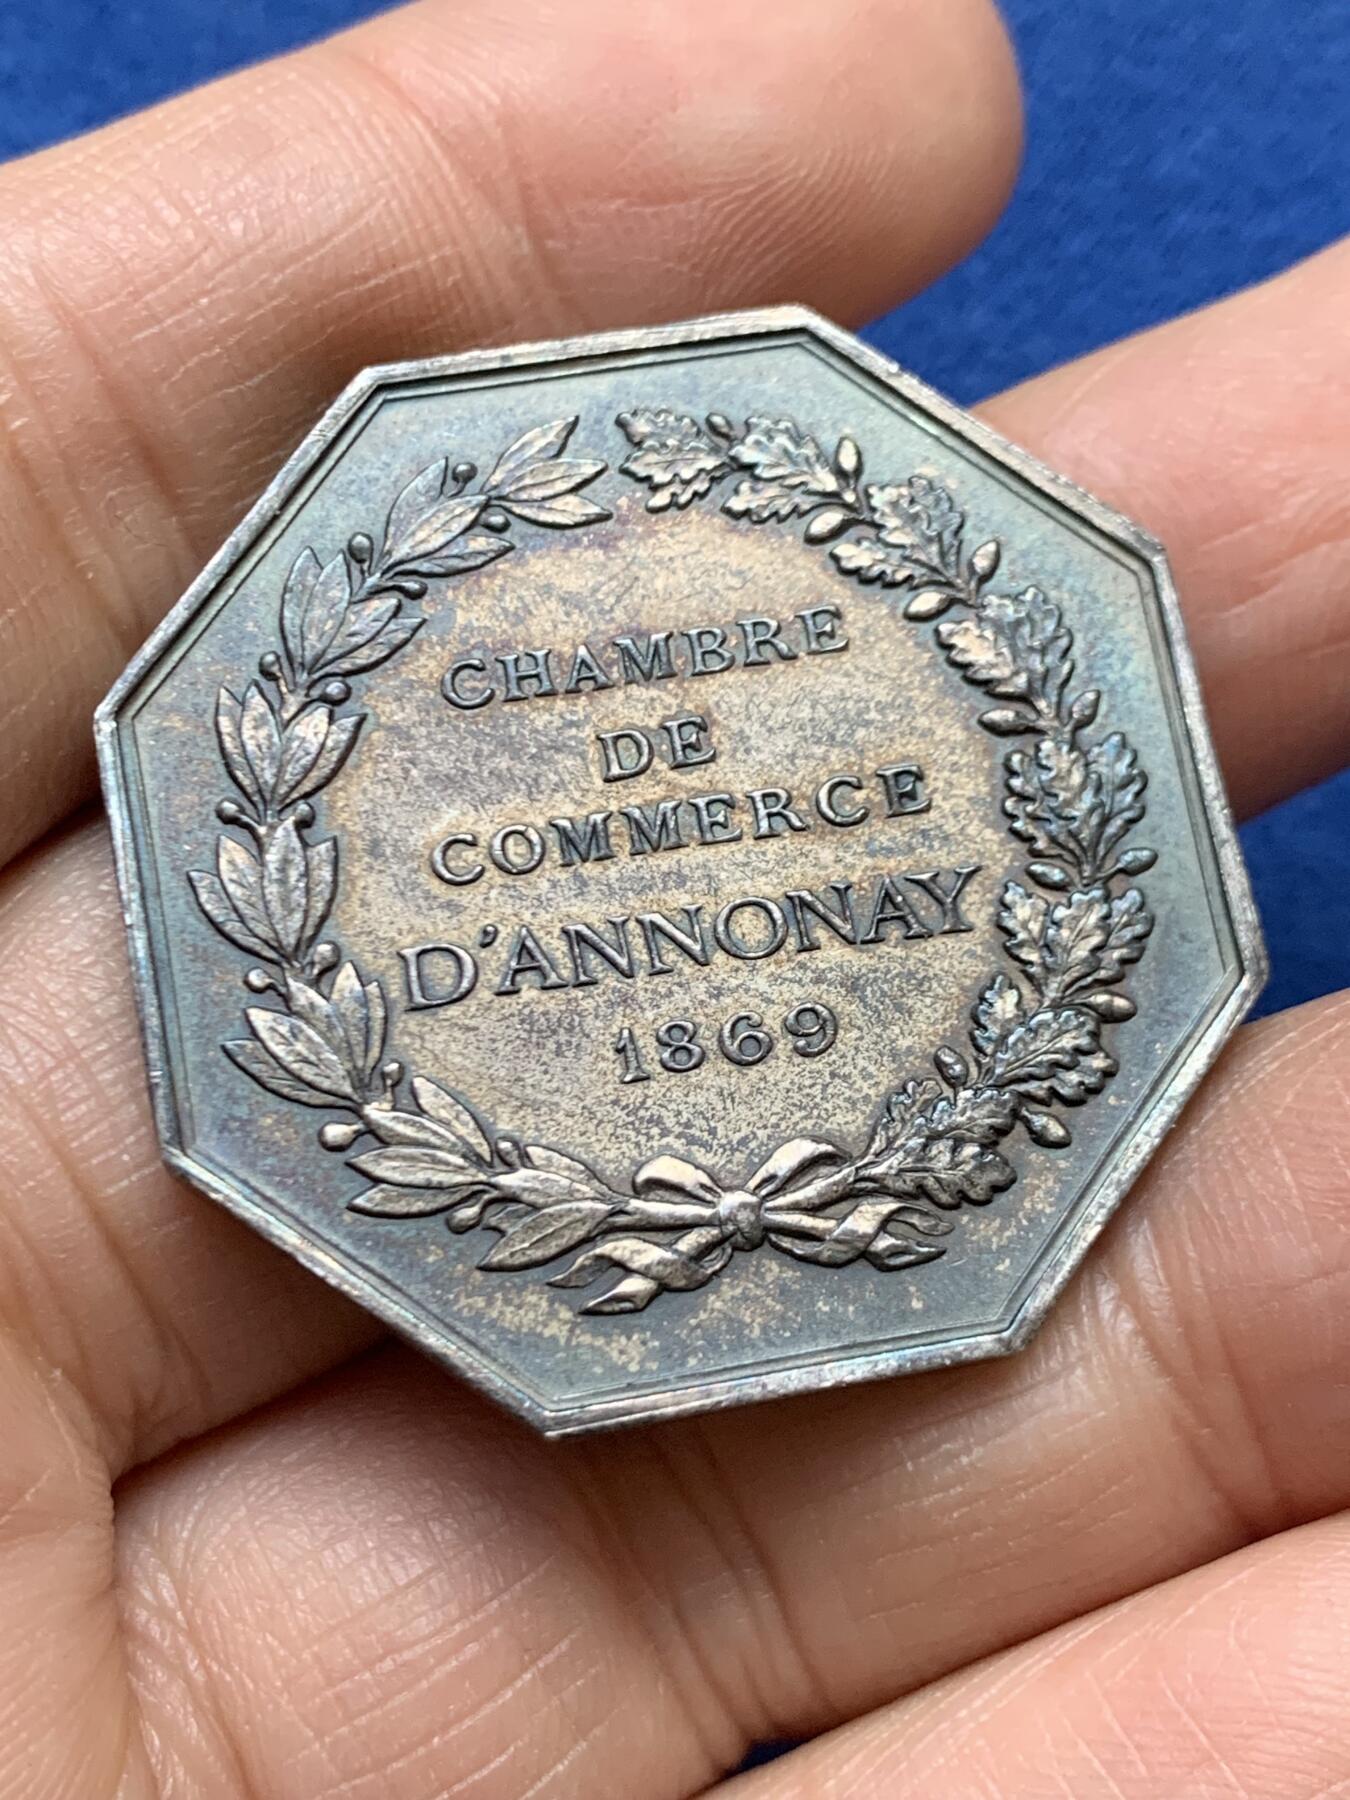 CHAMBRE
DE
COMMERCE
D'ANNONAY
1869